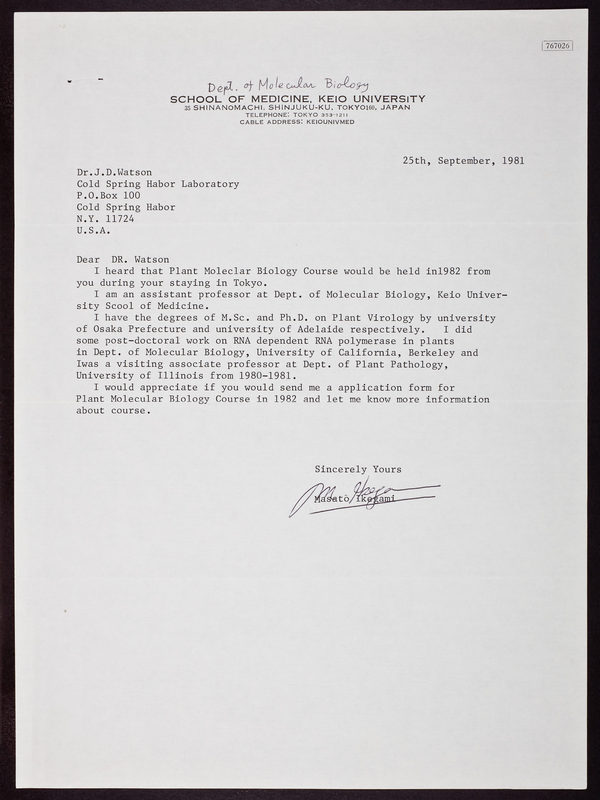 767026
Dept. of Molecular Biology
SCHOOL OF MEDICINE, KEIO UNIVERSITY
35 SHINANOMACHI, SHINJUKU-KU, TOKYO160, JAPAN
TELEPHONE: TOKYO 353-1211
CABLE ADDRESS: KEIOUNIVMED
25th, September, 1981
Dr.J.D.Watson
Cold Spring Habor Laboratory
P.O.Box 100
Cold Spring Habor
N.Y. 11724
U.S.A.
Dear DR. Watson
I heard that Plant Moleclar Biology Course would be held in1982 from
you during your staying in Tokyo.
I am an assistant professor at Dept. of Molecular Biology, Keio Univer-
sity Scool of Medicine.
I have the degrees of M.Sc. and Ph.D. on Plant Virology by university
of Osaka Prefecture and university of Adelaide respectively. I did
some post-doctoral work on RNA dependent RNA polymerase in plants
in Dept. of Molecular Biology, University of California, Berkeley and
Iwas a visiting associate professor at Dept. of Plant Pathology,
University of Illinois from 1980-1981.
I would appreciate if you would send me a application form for
Plant Molecular Biology Course in 1982 and let me know more information
about course.
Sincerely Yours
M. Ikegami
Masato Ikegami